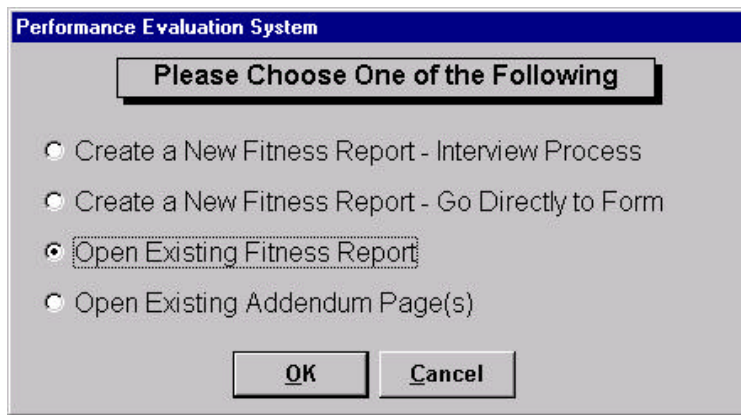 Performance Evaluation System
Please Choose One of the Following
Create a New Fitness Report - Interview Process
Create a New Fitness Report - Go Directly to Form
Open Existing Fitness Report
Open Existing Addendum Page(s)
OK Cancel